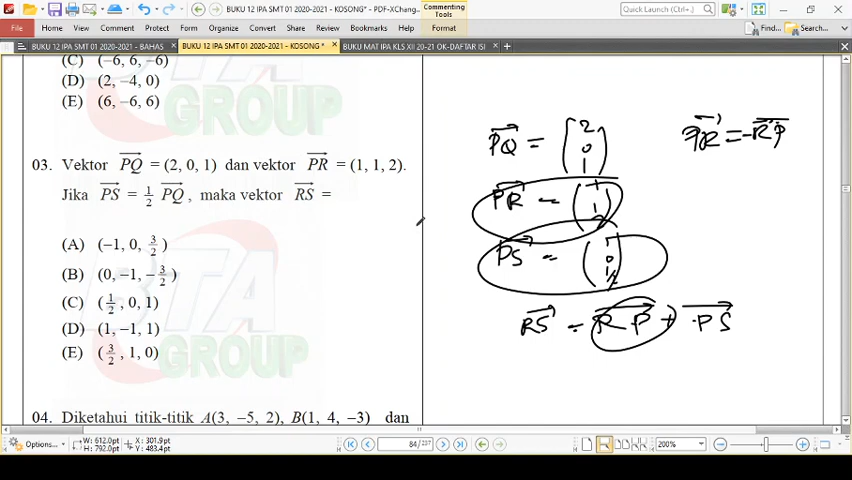 BUKU 12 IPA SMT 01 2020-2021 - KOSONG* - PDF-XChang
Commenting Tools
Quick Launch (Ctrl+.)
File Home View Comment Protect Form Organize Convert Share Review Bookmarks Help Format Find... Search...
BUKU 12 IPA SMT 01 2020-2021 - BAHAS × BUKU 12 IPA SMT 01 2020-2021 - KOSONG * × BUKU MAT IPA KLS XII 20-21 OK-DAFTAR ISI ×
GROUP
(C) (−6, 6, −6)
(D) (2, −4, 0)
(E) (6, −6, 6)
03. Vektor PQ = (2, 0, 1) dan vektor PR = (1, 1, 2).
Jika PS = 1/2 PQ, maka vektor RS =
(A) (−1, 0, 3/2)
(B) (0, −1, −3/2)
(C) (1/2, 0, 1)
(D) (1, −1, 1)
(E) (3/2, 1, 0)
BTA GROUP
04. Diketahui titik-titik A(3, −5, 2), B(1, 4, −3) dan
PQ = (2 0 1)
PR = -RP
PR = (1 1 2)
PS = (1 0 1/2)
RS = RP + PS
Options... W: 612.0pt H: 792.0pt X: 301.9pt Y: 483.4pt 84 / 237 200%